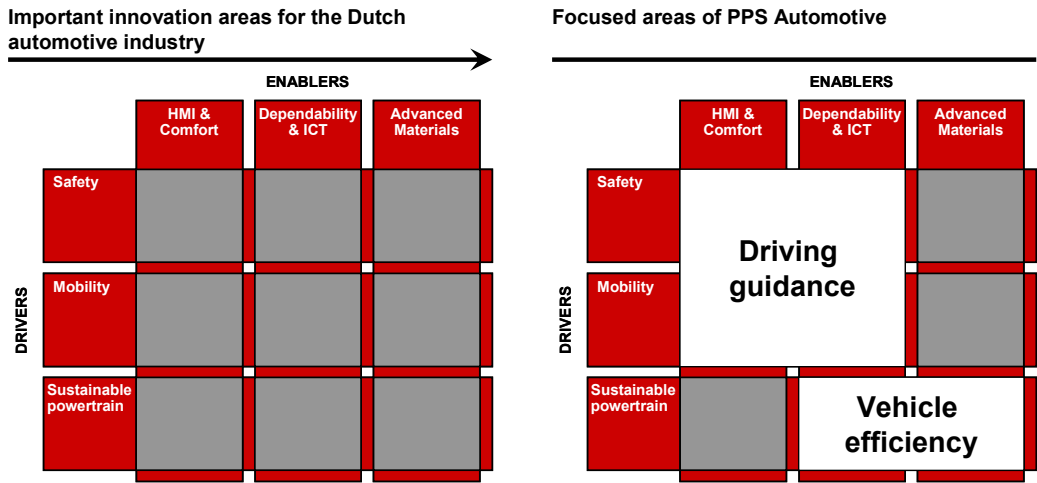 Important innovation areas for the Dutch
automotive industry
ENABLERS
HMI &
Comfort
Dependability
& ICT
Advanced
Materials
DRIVERS
Safety
Mobility
Sustainable
powertrain
Focused areas of PPS Automotive
ENABLERS
HMI &
Comfort
Dependability
& ICT
Advanced
Materials
DRIVERS
Safety
Mobility
Sustainable
powertrain
Driving
guidance
Vehicle
efficiency